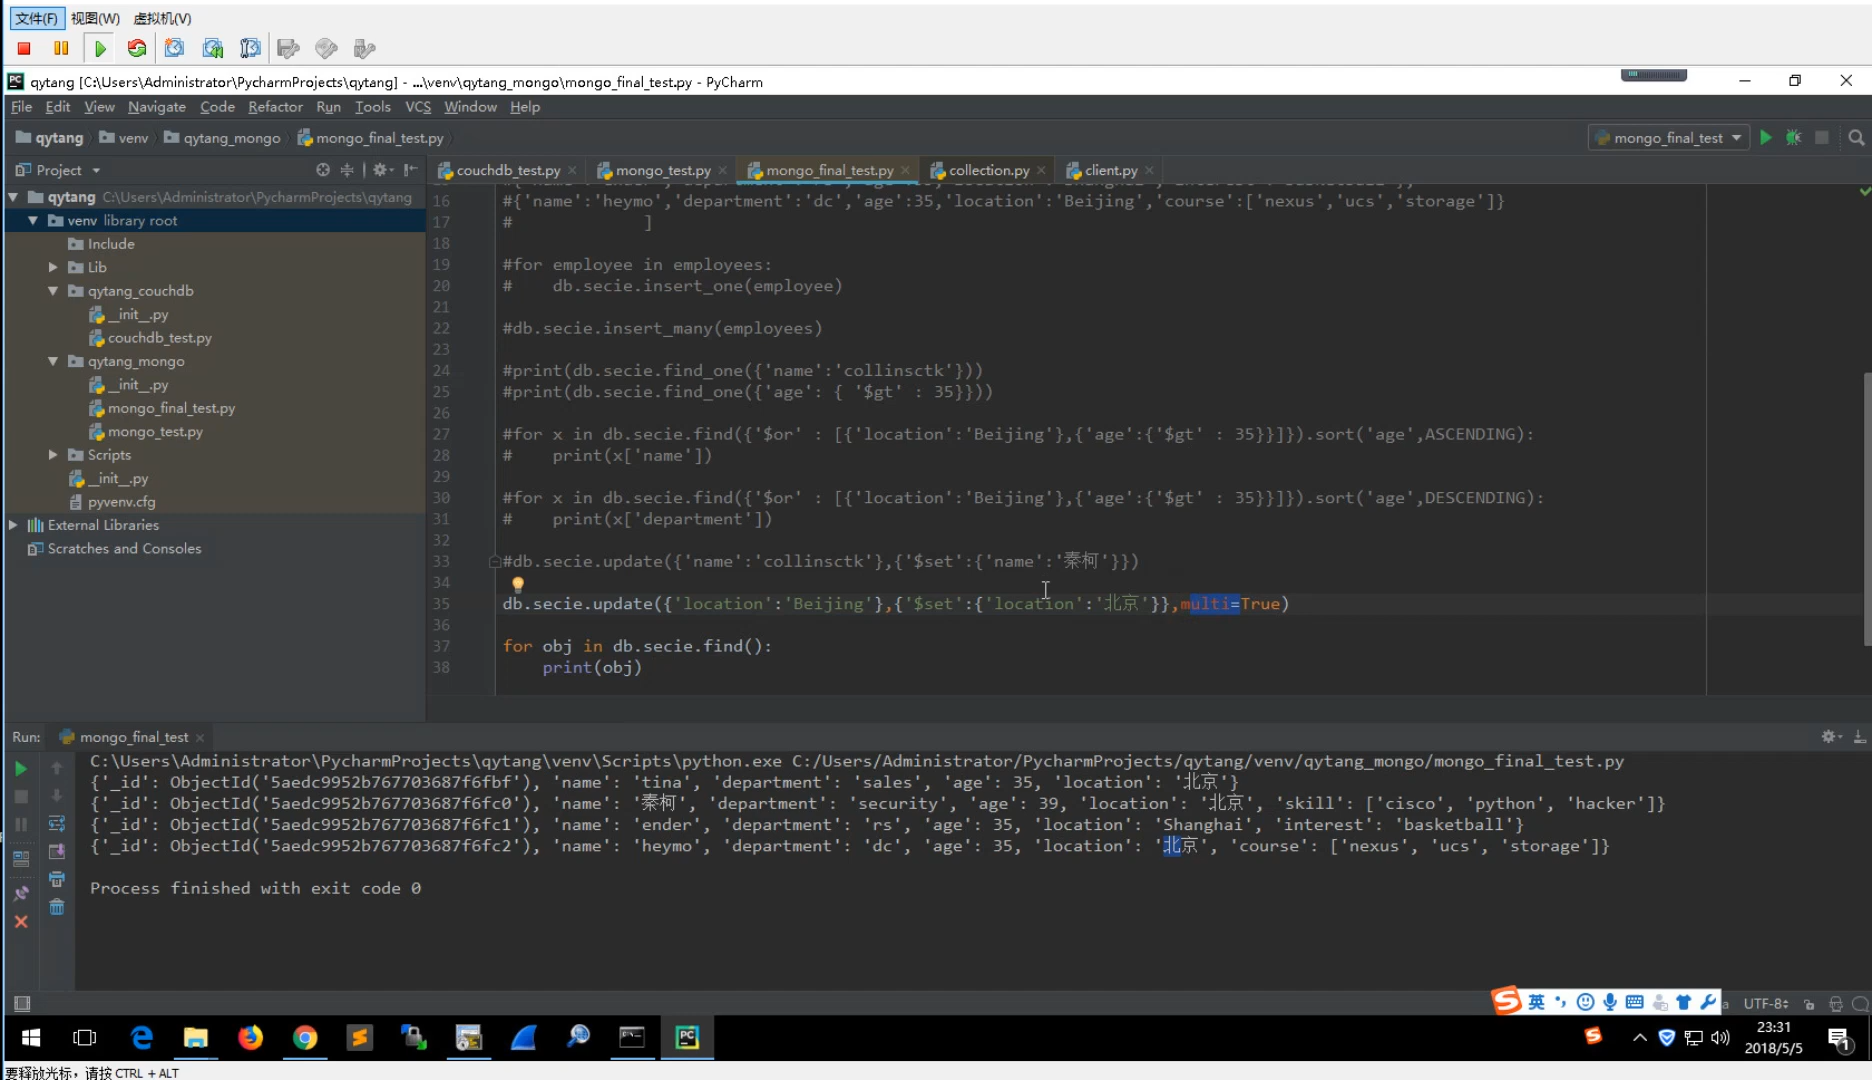 文件(F) 视图(W) 虚拟机(V)
qytang [C:\Users\Administrator\PycharmProjects\qytang] - ...\venv\qytang_mongo\mongo_final_test.py - PyCharm
File Edit View Navigate Code Refactor Run Tools VCS Window Help
qytang venv qytang_mongo mongo_final_test.py
mongo_final_test
Project
couchdb_test.py mongo_test.py mongo_final_test.py collection.py client.py
qytang C:\Users\Administrator\PycharmProjects\qytang
venv library root
Include
Lib
qytang_couchdb
__init__.py
couchdb_test.py
qytang_mongo
__init__.py
mongo_final_test.py
mongo_test.py
Scripts
__init__.py
pyvenv.cfg
External Libraries
Scratches and Consoles
16 #{'name':'heymo','department':'dc','age':35,'location':'Beijing','course':['nexus','ucs','storage']}
17 # ]
18
19 #for employee in employees:
20 # db.secie.insert_one(employee)
21
22 #db.secie.insert_many(employees)
23
24 #print(db.secie.find_one({'name':'collinsctk'}))
25 #print(db.secie.find_one({'age': { '$gt' : 35}}))
26
27 #for x in db.secie.find({'$or' : [{'location':'Beijing'},{'age':{'$gt' : 35}}]}).sort('age',ASCENDING):
28 # print(x['name'])
29
30 #for x in db.secie.find({'$or' : [{'location':'Beijing'},{'age':{'$gt' : 35}}]}).sort('age',DESCENDING):
31 # print(x['department'])
32
33 #db.secie.update({'name':'collinsctk'},{'$set':{'name':'秦柯'}})
34
35 db.secie.update({'location':'Beijing'},{'$set':{'location':'北京'}},multi=True)
36
37 for obj in db.secie.find():
38 print(obj)
Run: mongo_final_test
C:\Users\Administrator\PycharmProjects\qytang\venv\Scripts\python.exe C:/Users/Administrator/PycharmProjects/qytang/venv/qytang_mongo/mongo_final_test.py
{'_id': ObjectId('5aedc9952b767703687f6fbf'), 'name': 'tina', 'department': 'sales', 'age': 35, 'location': '北京'}
{'_id': ObjectId('5aedc9952b767703687f6fc0'), 'name': '秦柯', 'department': 'security', 'age': 39, 'location': '北京', 'skill': ['cisco', 'python', 'hacker']}
{'_id': ObjectId('5aedc9952b767703687f6fc1'), 'name': 'ender', 'department': 'rs', 'age': 35, 'location': 'Shanghai', 'interest': 'basketball'}
{'_id': ObjectId('5aedc9952b767703687f6fc2'), 'name': 'heymo', 'department': 'dc', 'age': 35, 'location': '北京', 'course': ['nexus', 'ucs', 'storage']}
Process finished with exit code 0
英
UTF-8
23:31
2018/5/5
1
要释放光标，请按 CTRL + ALT